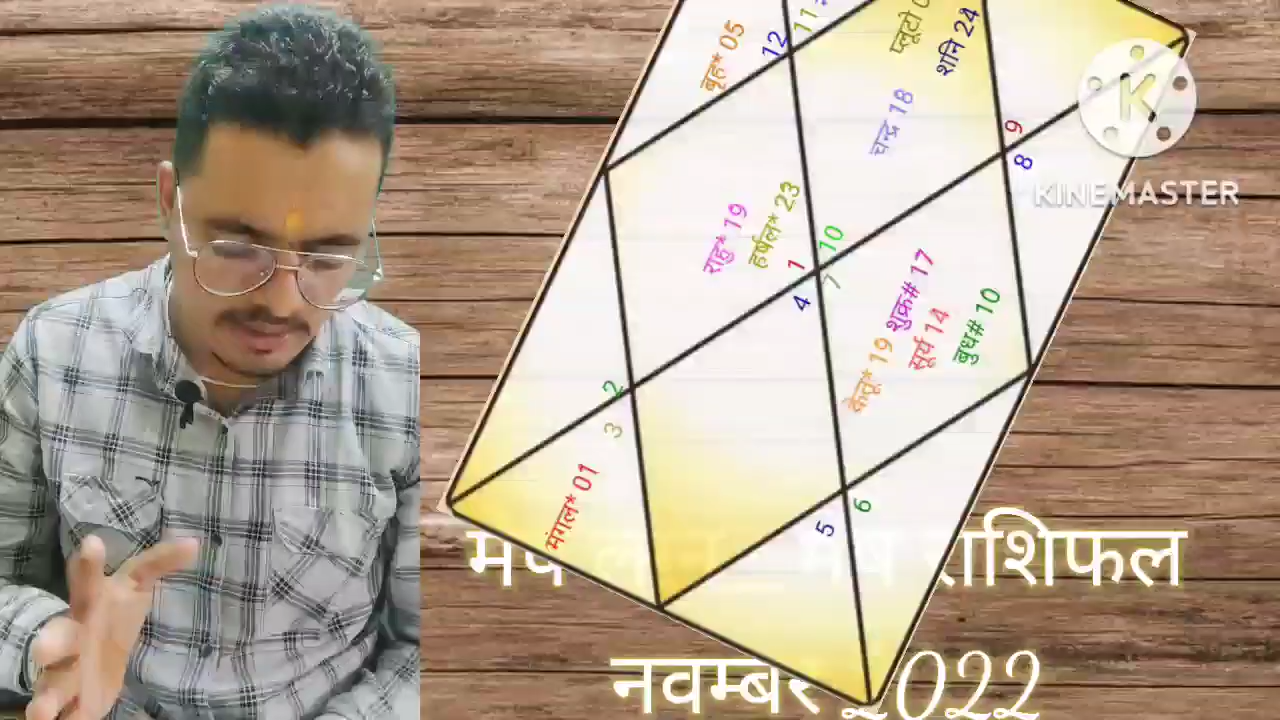 बृह* 05
12
11
प्लूटो
शनि 24
चन्द्र 18
9
8
KINEMASTER
राहु* 19
हर्षल* 23
1
10
4
7
केतू* 19
शुक्र# 17
सूर्य 14
बुध# 10
2
3
मंगल* 01
5
6
राशिफल
नवम्बर 2022